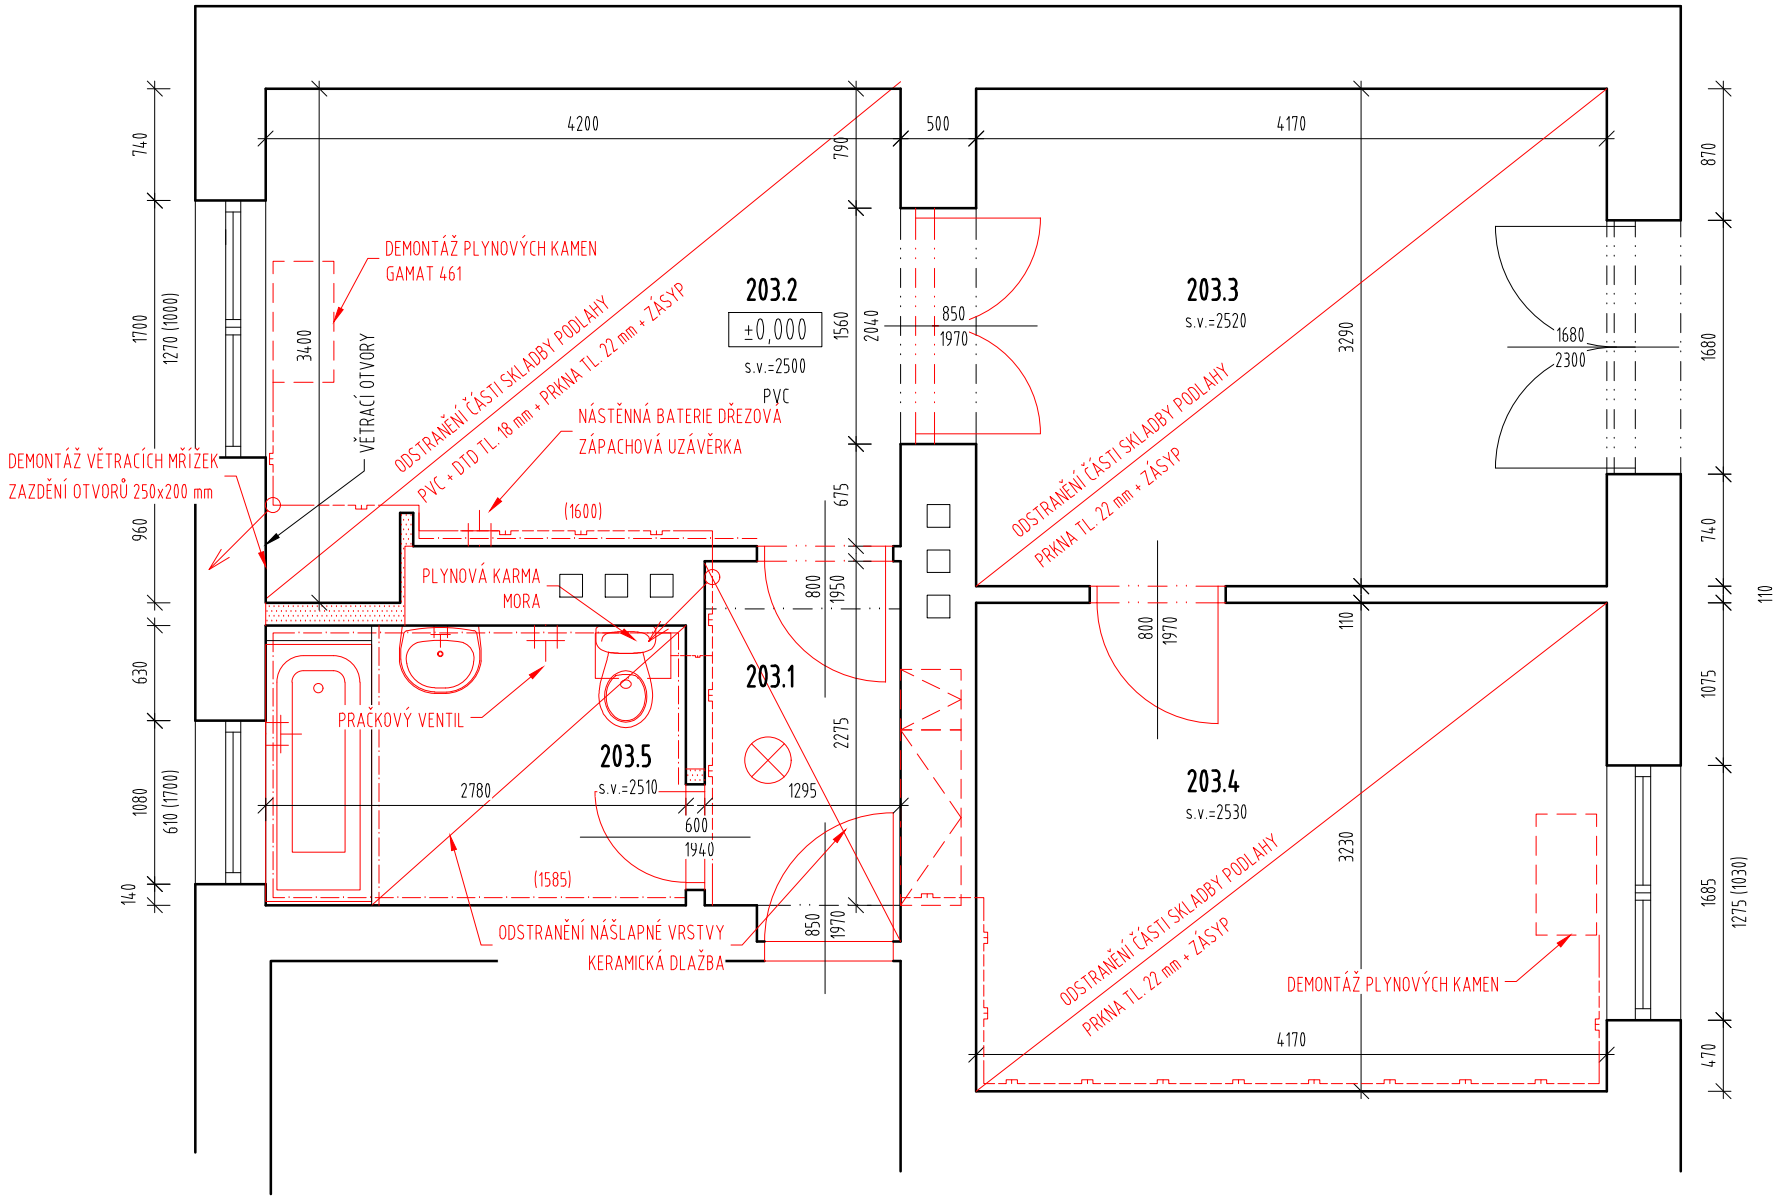 4200
500
4170
740
790
870
DEMONTÁŽ PLYNOVÝCH KAMEN
GAMAT 461
203.2
±0,000
s.v.=2500
PVC
203.3
s.v.=2520
1700
1270 (1000)
3400
VĚTRACÍ OTVORY
ODSTRANĚNÍ ČÁSTI SKLADBY PODLAHY
PVC + DTD TL. 18 mm + PRKNA TL. 22 mm + ZÁSYP
1560
2040
850
1970
3290
1680
2300
1680
NÁSTĚNNÁ BATERIE DŘEZOVÁ
ZÁPACHOVÁ UZÁVĚRKA
ODSTRANĚNÍ ČÁSTI SKLADBY PODLAHY
PRKNA TL. 22 mm + ZÁSYP
DEMONTÁŽ VĚTRACÍCH MŘÍŽEK
ZAZDĚNÍ OTVORŮ 250x200 mm
960
(1600)
675
740
PLYNOVÁ KARMA
MORA
800
1950
110
110
800
1970
630
203.1
1075
PRAČKOVÝ VENTIL
203.5
s.v.=2510
2275
203.4
s.v.=2530
1080
610 (1700)
2780
1295
600
1940
3230
140
(1585)
1685
1275 (1030)
ODSTRANĚNÍ NÁŠLAPNÉ VRSTVY
KERAMICKÁ DLAŽBA
850
1970
ODSTRANĚNÍ ČÁSTI SKLADBY PODLAHY
PRKNA TL. 22 mm + ZÁSYP
DEMONTÁŽ PLYNOVÝCH KAMEN
4170
470